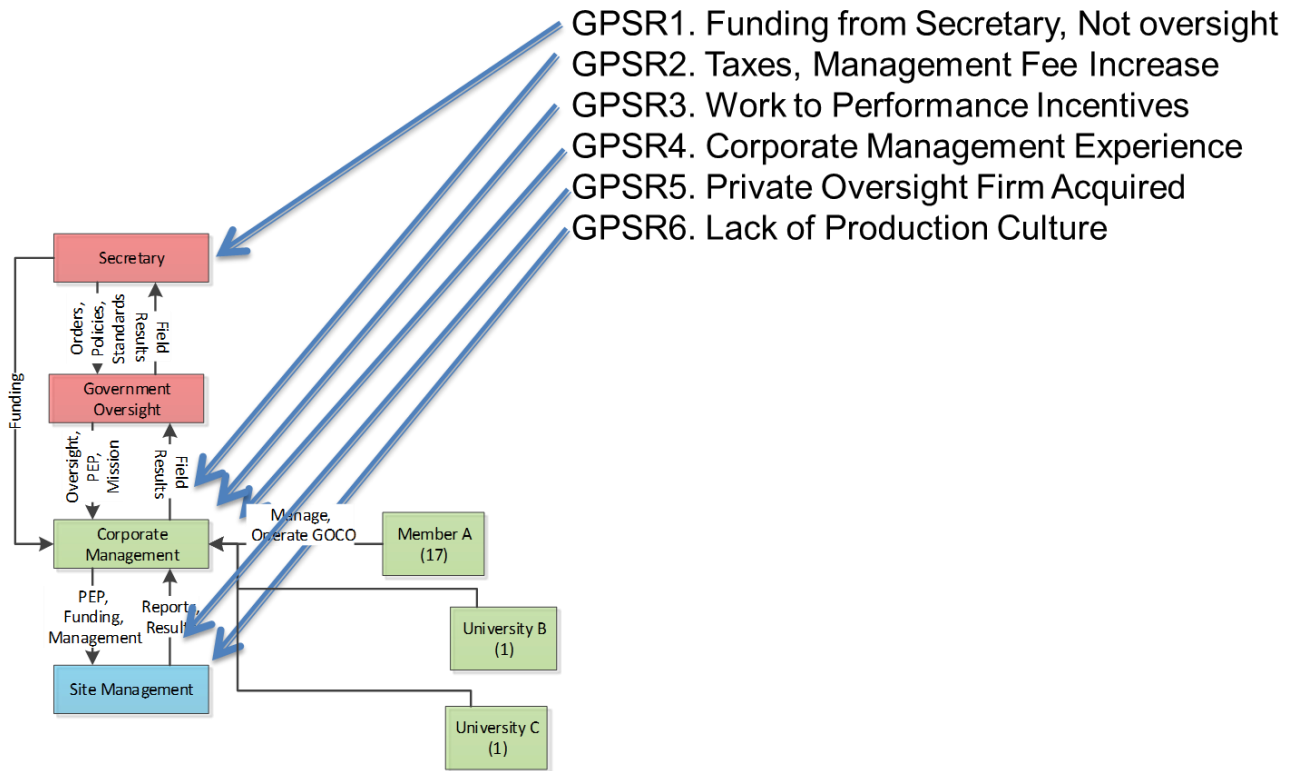 GPSR1. Funding from Secretary, Not oversight
GPSR2. Taxes, Management Fee Increase
GPSR3. Work to Performance Incentives
GPSR4. Corporate Management Experience
GPSR5. Private Oversight Firm Acquired
GPSR6. Lack of Production Culture
Secretary
Orders,
Policies,
Standards
Field
Results
Funding
Government
Oversight
Oversight,
PEP,
Mission
Field
Results
Manage,
Operate GOCO
Corporate
Management
Member A
(17)
PEP,
Funding,
Management
Reports,
Results
University B
(1)
Site Management
University C
(1)